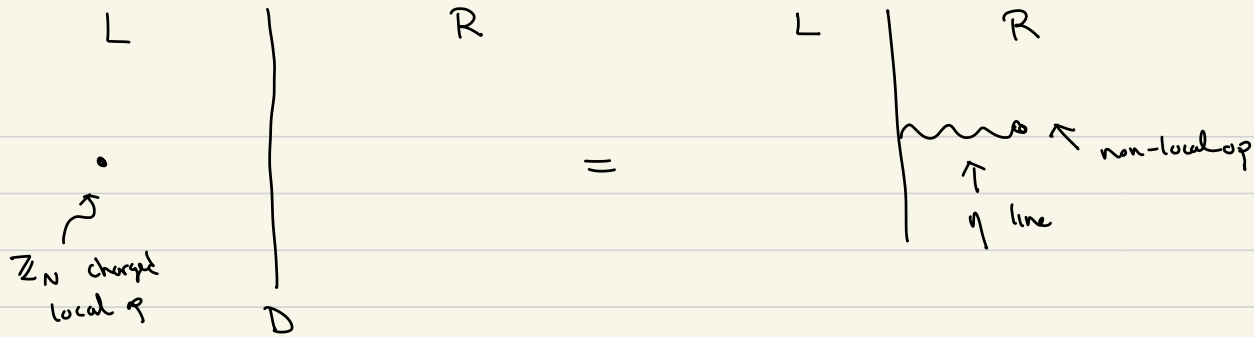 L R L R
=
non-local op
η line
ℤ_N charged
local op
D